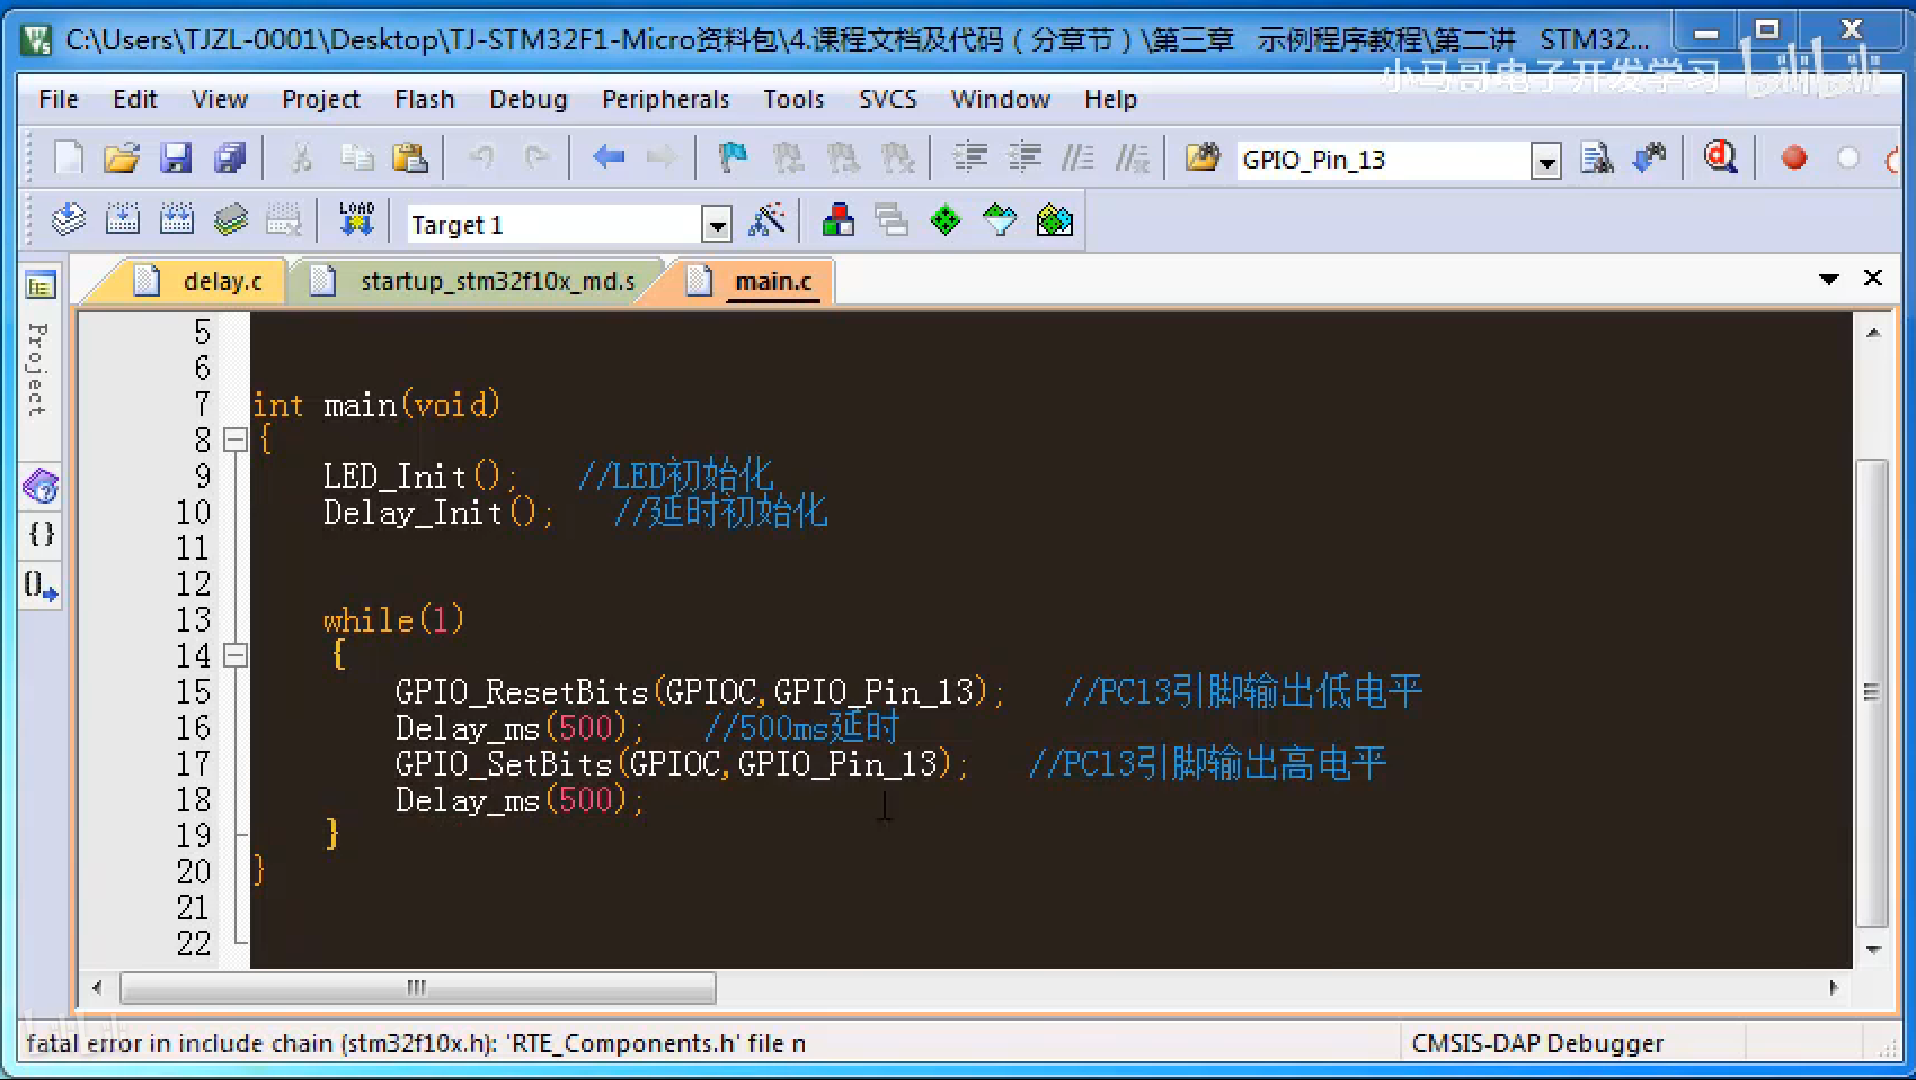 C:\Users\TJZL-0001\Desktop\TJ-STM32F1-Micro资料包\4.课程文档及代码（分章节）\第三章 示例程序教程\第二讲 STM32...
小马哥电子开发学习 bilibili
File Edit View Project Flash Debug Peripherals Tools SVCS Window Help
GPIO_Pin_13
LOAD
Target 1
delay.c startup_stm32f10x_md.s main.c
Project
5
6
7 int main(void)
8 {
9 LED_Init(); //LED初始化
10 Delay_Init(); //延时初始化
11
12
13 while(1)
14 {
15 GPIO_ResetBits(GPIOC,GPIO_Pin_13); //PC13引脚输出低电平
16 Delay_ms(500); //500ms延时
17 GPIO_SetBits(GPIOC,GPIO_Pin_13); //PC13引脚输出高电平
18 Delay_ms(500);
19 }
20 }
21
22
fatal error in include chain (stm32f10x.h): 'RTE_Components.h' file n
CMSIS-DAP Debugger